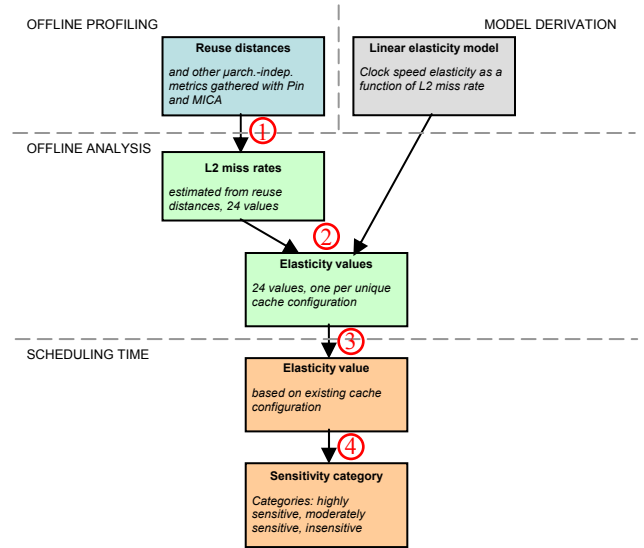 OFFLINE PROFILING
MODEL DERIVATION
Reuse distances
and other µarch.-indep.
metrics gathered with Pin
and MICA
Linear elasticity model
Clock speed elasticity as a
function of L2 miss rate
1
OFFLINE ANALYSIS
L2 miss rates
estimated from reuse
distances, 24 values
2
Elasticity values
24 values, one per unique
cache configuration
3
SCHEDULING TIME
Elasticity value
based on existing cache
configuration
4
Sensitivity category
Categories: highly
sensitive, moderately
sensitive, insensitive